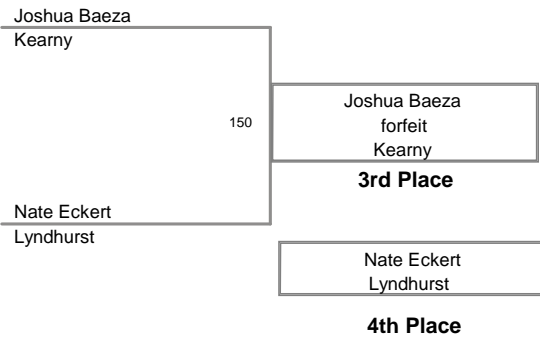 Joshua Baeza
Kearny
150
Joshua Baeza
forfeit
Kearny
3rd Place
Nate Eckert
Lyndhurst
Nate Eckert
Lyndhurst
4th Place